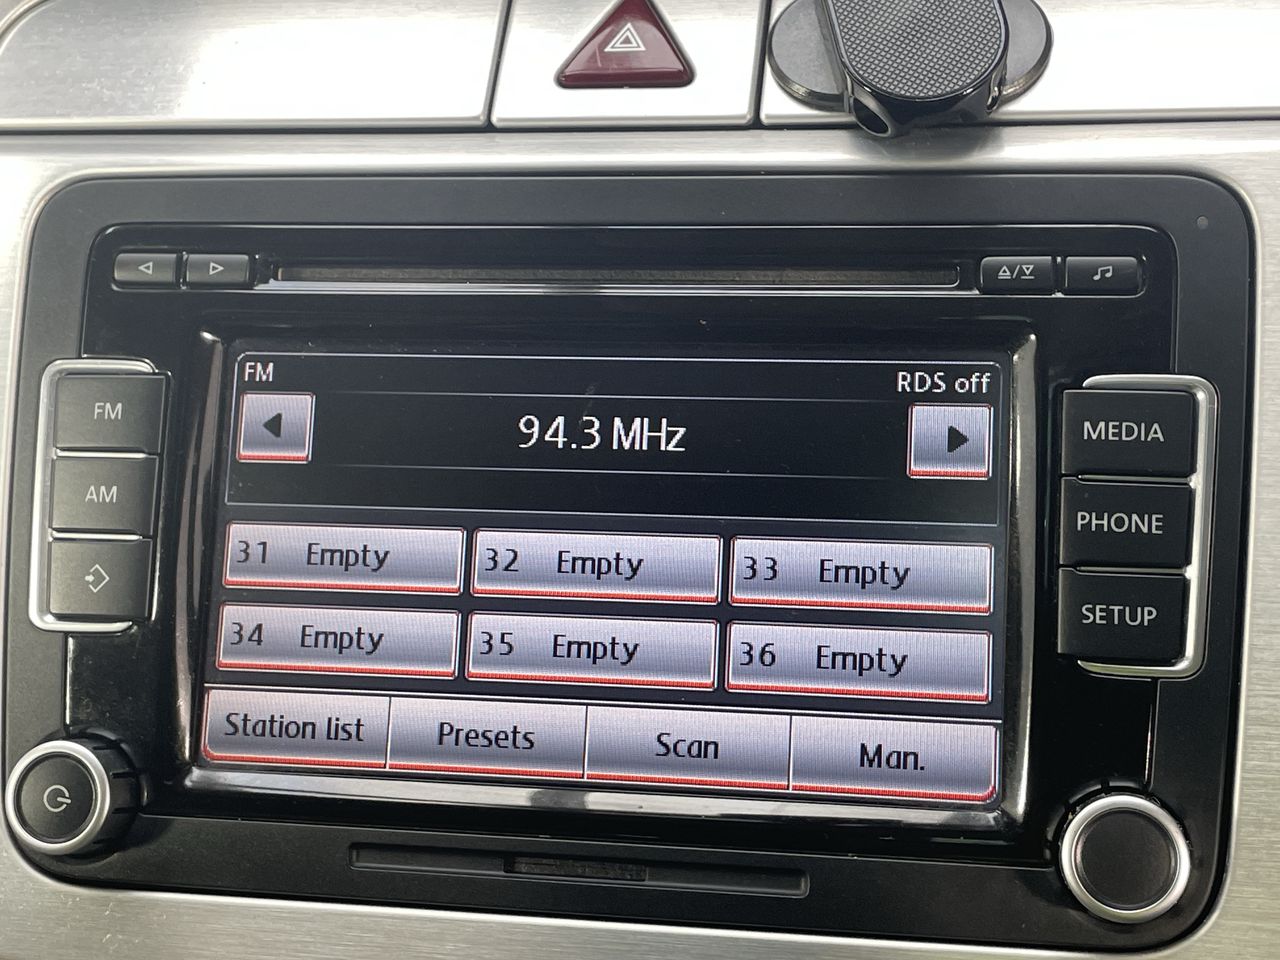 FM
RDS off
94.3 MHz
31 Empty
32 Empty
33 Empty
34 Empty
35 Empty
36 Empty
Station list
Presets
Scan
Man.
FM
AM
MEDIA
PHONE
SETUP